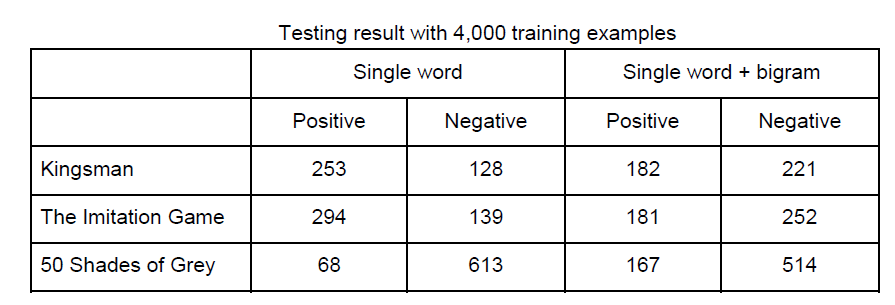 Testing result with 4,000 training examples
Single word Single word + bigram
Positive Negative Positive Negative
Kingsman 253 128 182 221
The Imitation Game 294 139 181 252
50 Shades of Grey 68 613 167 514